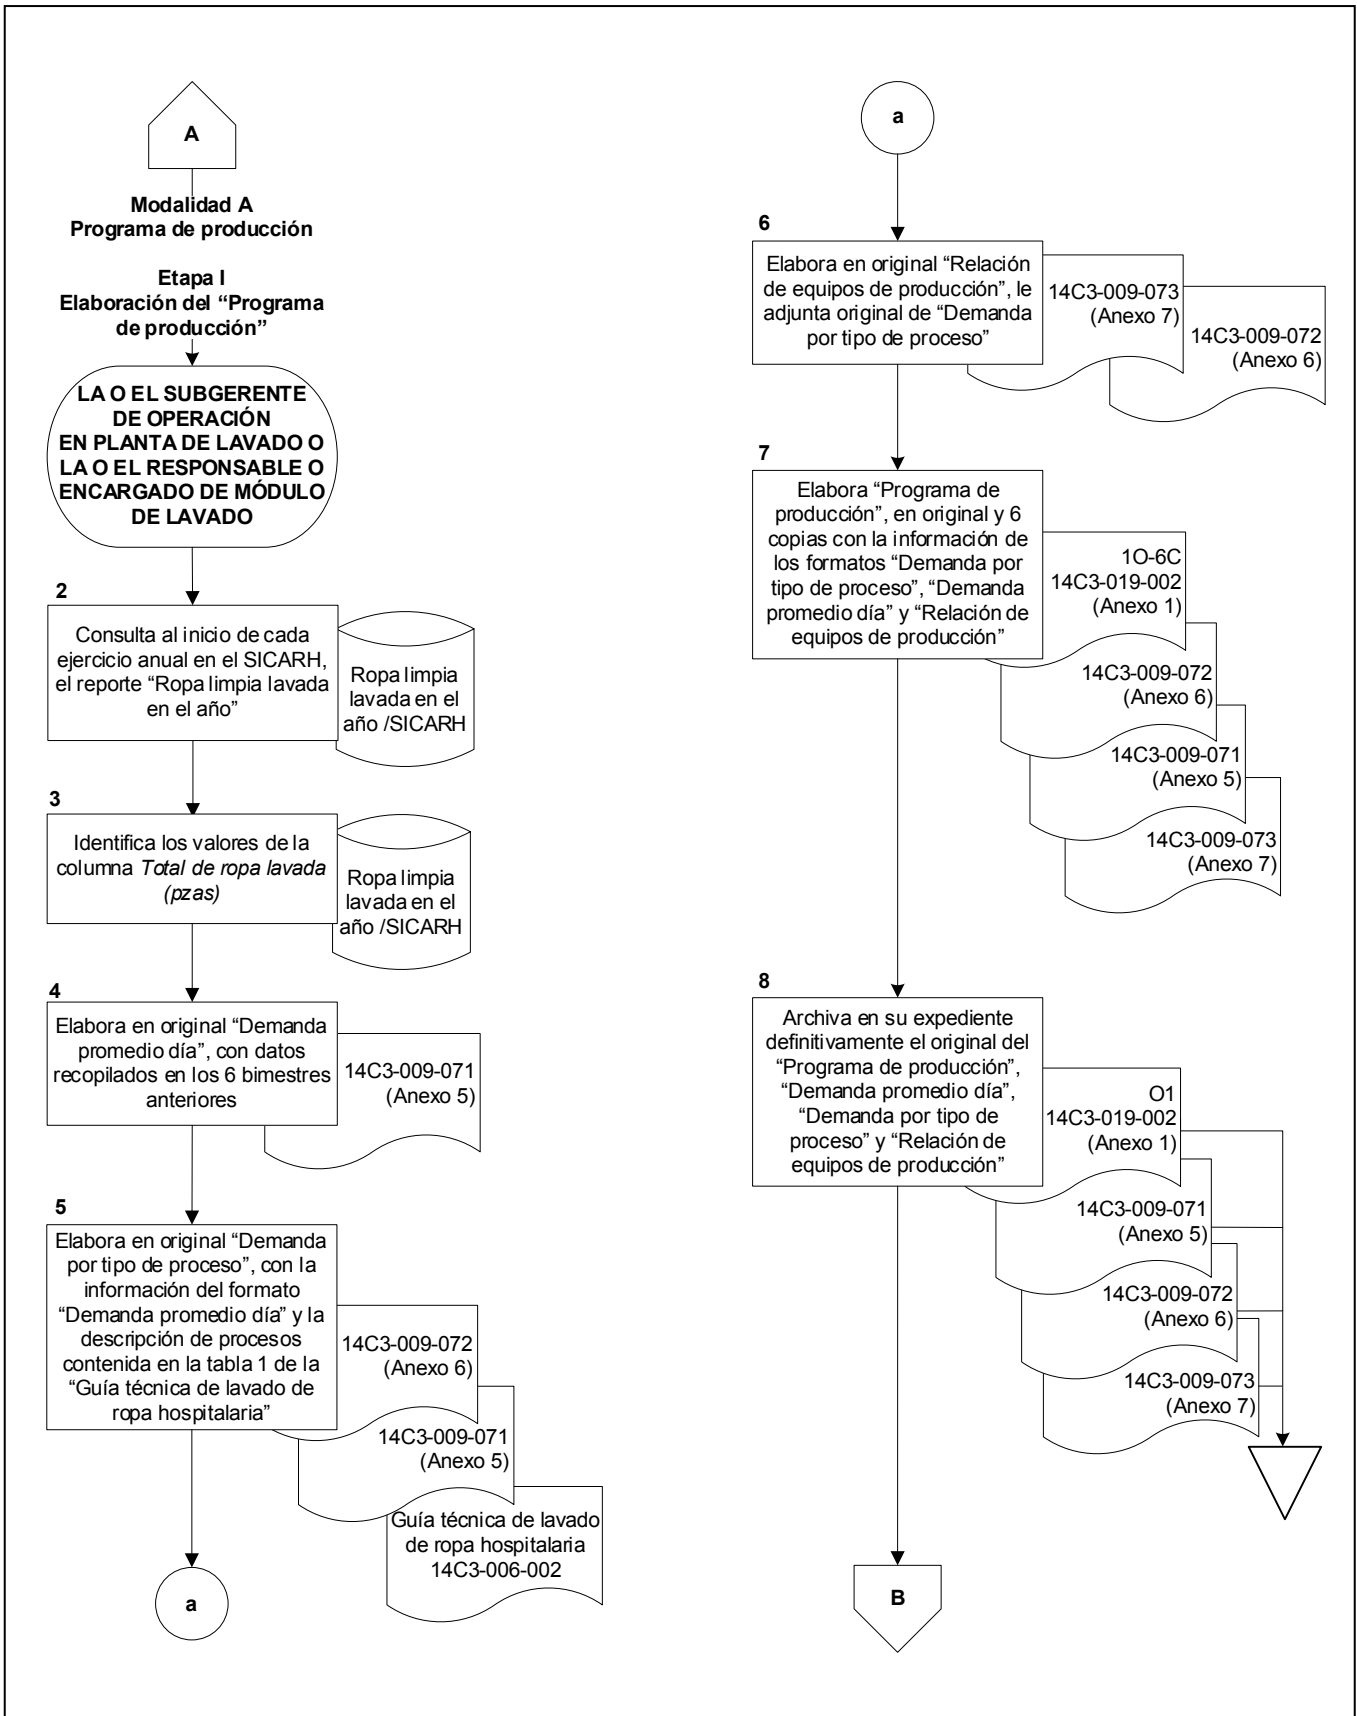 A
Modalidad A
Programa de producción
Etapa I
Elaboración del “Programa
de producción”
LA O EL SUBGERENTE
DE OPERACIÓN
EN PLANTA DE LAVADO O
LA O EL RESPONSABLE O
ENCARGADO DE MÓDULO
DE LAVADO
2
Consulta al inicio de cada
ejercicio anual en el SICARH,
el reporte “Ropa limpia lavada
en el año”
Ropa limpia
lavada en el
año /SICARH
3
Identifica los valores de la
columna Total de ropa lavada
(pzas)
Ropa limpia
lavada en el
año /SICARH
4
Elabora en original “Demanda
promedio día”, con datos
recopilados en los 6 bimestres
anteriores
14C3-009-071
(Anexo 5)
5
Elabora en original “Demanda
por tipo de proceso”, con la
información del formato
“Demanda promedio día” y la
descripción de procesos
contenida en la tabla 1 de la
“Guía técnica de lavado de
ropa hospitalaria”
14C3-009-072
(Anexo 6)
14C3-009-071
(Anexo 5)
Guía técnica de lavado
de ropa hospitalaria
14C3-006-002
a
a
6
Elabora en original “Relación
de equipos de producción”, le
adjunta original de “Demanda
por tipo de proceso”
14C3-009-073
(Anexo 7)
14C3-009-072
(Anexo 6)
7
Elabora “Programa de
producción”, en original y 6
copias con la información de
los formatos “Demanda por
tipo de proceso”, “Demanda
promedio día” y “Relación de
equipos de producción”
1O-6C
14C3-019-002
(Anexo 1)
14C3-009-072
(Anexo 6)
14C3-009-071
(Anexo 5)
14C3-009-073
(Anexo 7)
8
Archiva en su expediente
definitivamente el original del
“Programa de producción”,
“Demanda promedio día”,
“Demanda por tipo de
proceso” y “Relación de
equipos de producción”
O1
14C3-019-002
(Anexo 1)
14C3-009-071
(Anexo 5)
14C3-009-072
(Anexo 6)
14C3-009-073
(Anexo 7)
B